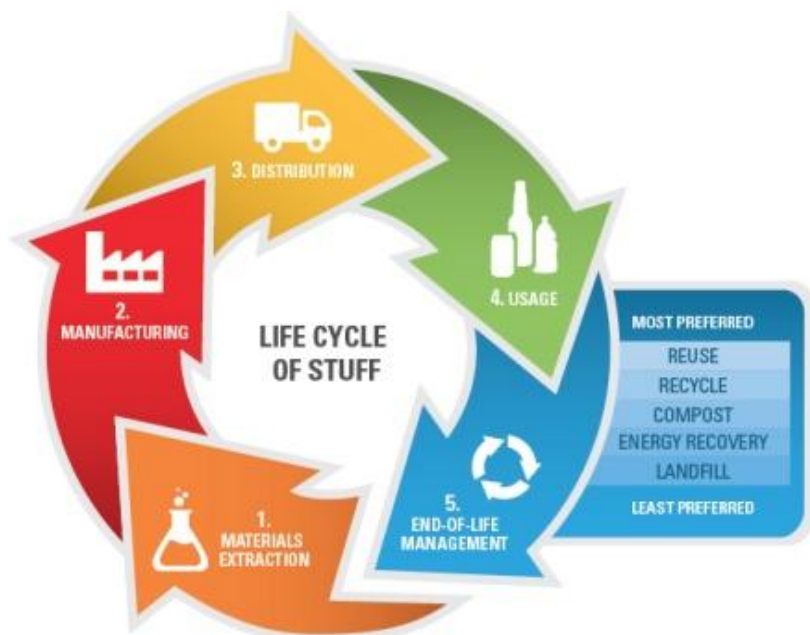 3. DISTRIBUTION
4. USAGE
2.
MANUFACTURING
LIFE CYCLE
OF STUFF
1.
MATERIALS
EXTRACTION
5.
END-OF-LIFE
MANAGEMENT
MOST PREFERRED
REUSE
RECYCLE
COMPOST
ENERGY RECOVERY
LANDFILL
LEAST PREFERRED